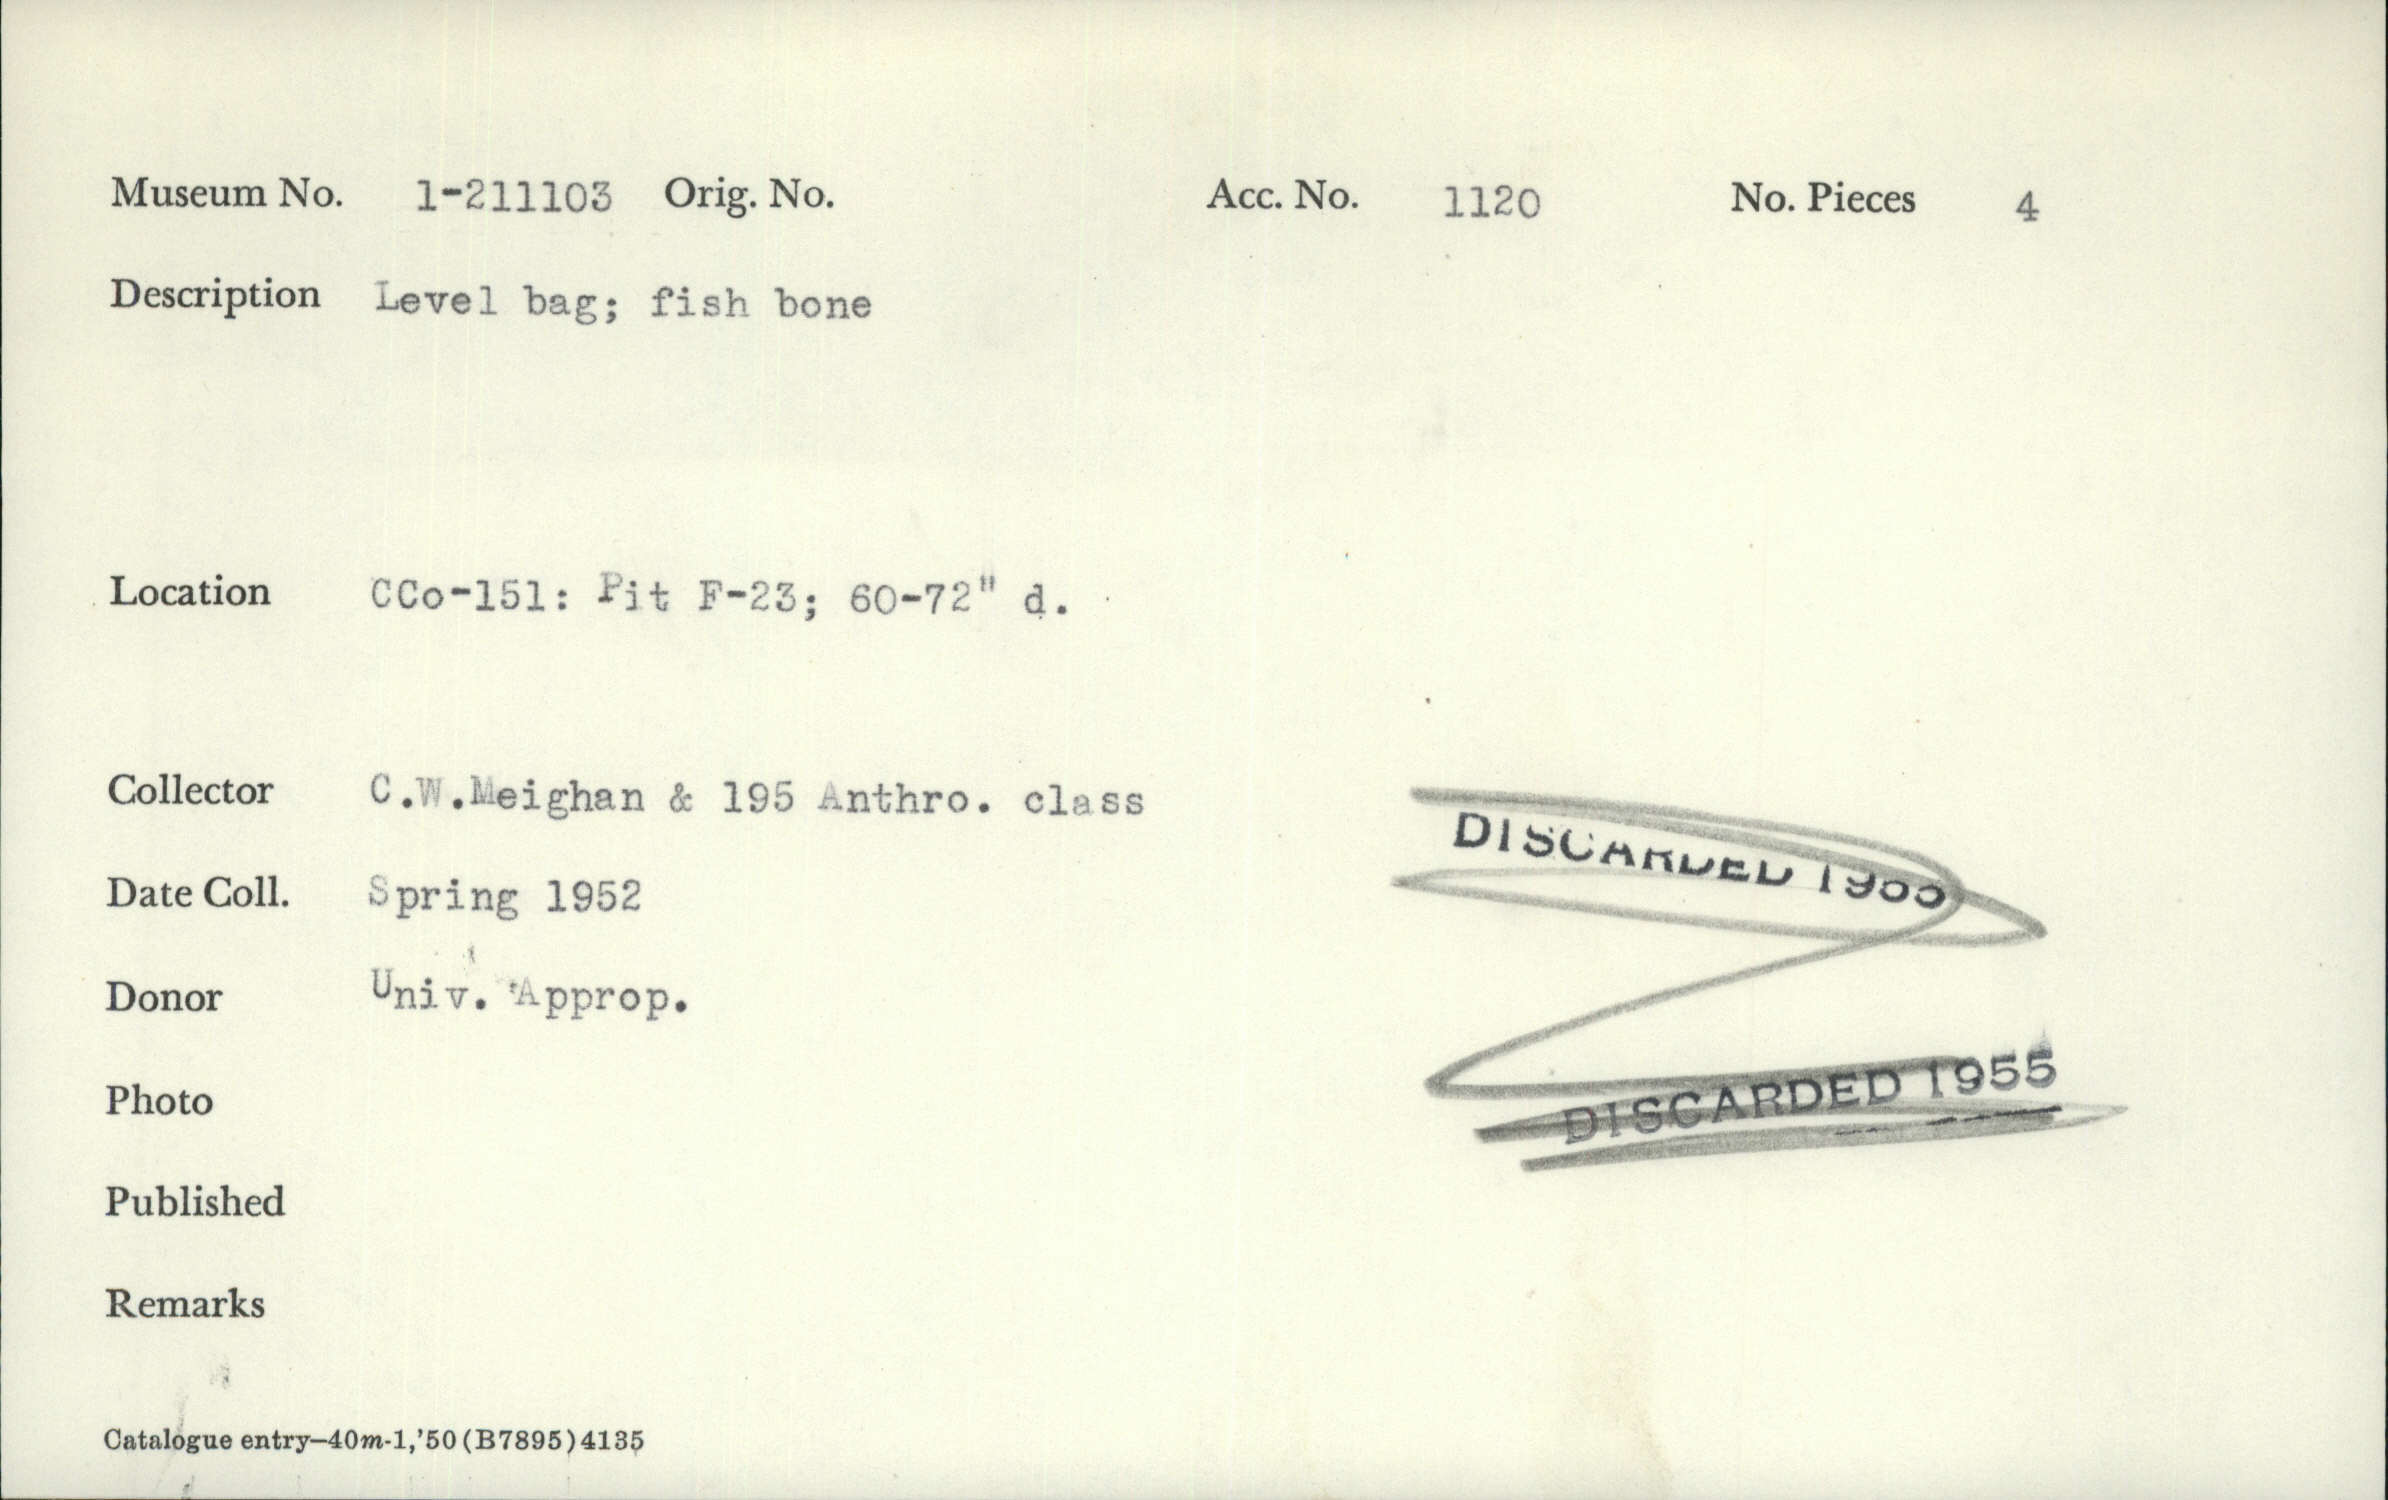 Museum No. 1-211103 Orig. No. Acc. No. 1120 No. Pieces 4
Description Level bag; fish bone
Location CCo-151: Pit F-23; 60-72" d.
Collector C.W.Meighan & 195 Anthro. class
DISCARDED 1955
Date Coll. Spring 1952
Donor Univ. Approp.
Photo
DISCARDED 1955
Published
Remarks
Catalogue entry—40m-1,'50(B7895)4135